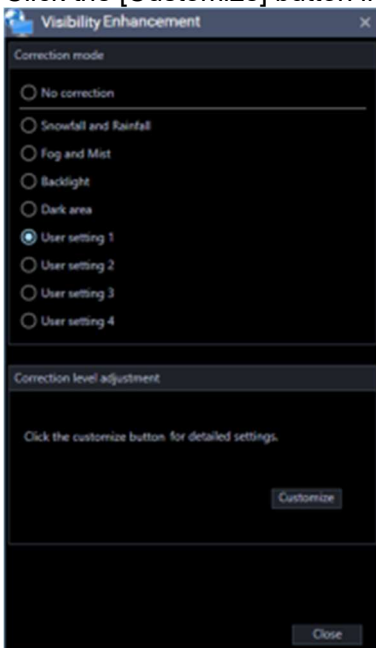 Visibility Enhancement
Correction mode
No correction
Snowfall and Rainfall
Fog and Mist
Backlight
Dark area
User setting 1
User setting 2
User setting 3
User setting 4
Correction level adjustment
Click the customize button for detailed settings.
Customize
Close